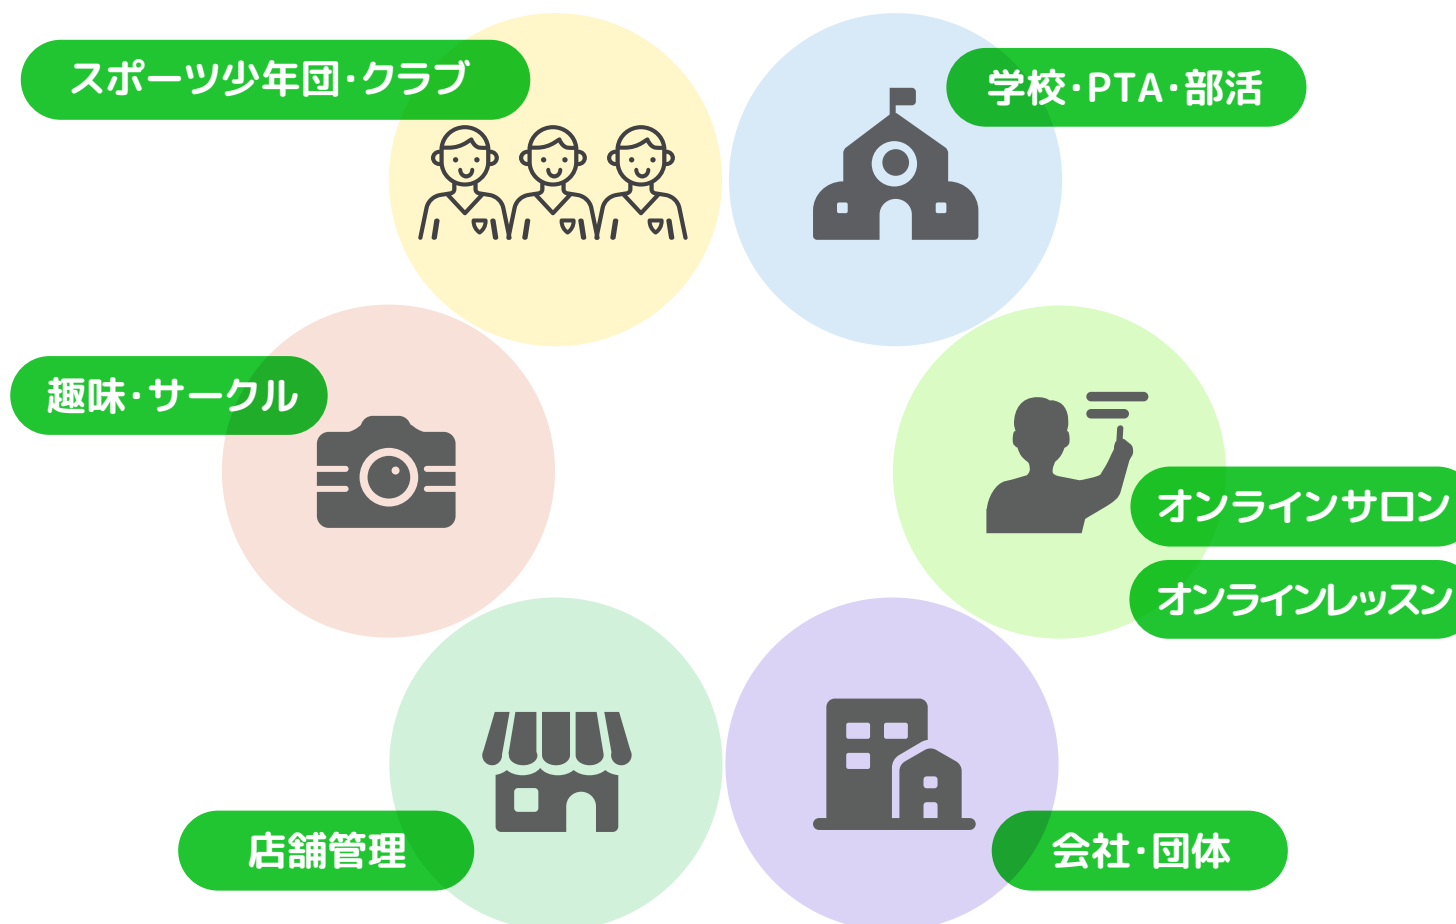 スポーツ少年団・クラブ
学校・PTA・部活
趣味・サークル
オンラインサロン
オンラインレッスン
店舗管理
会社・団体